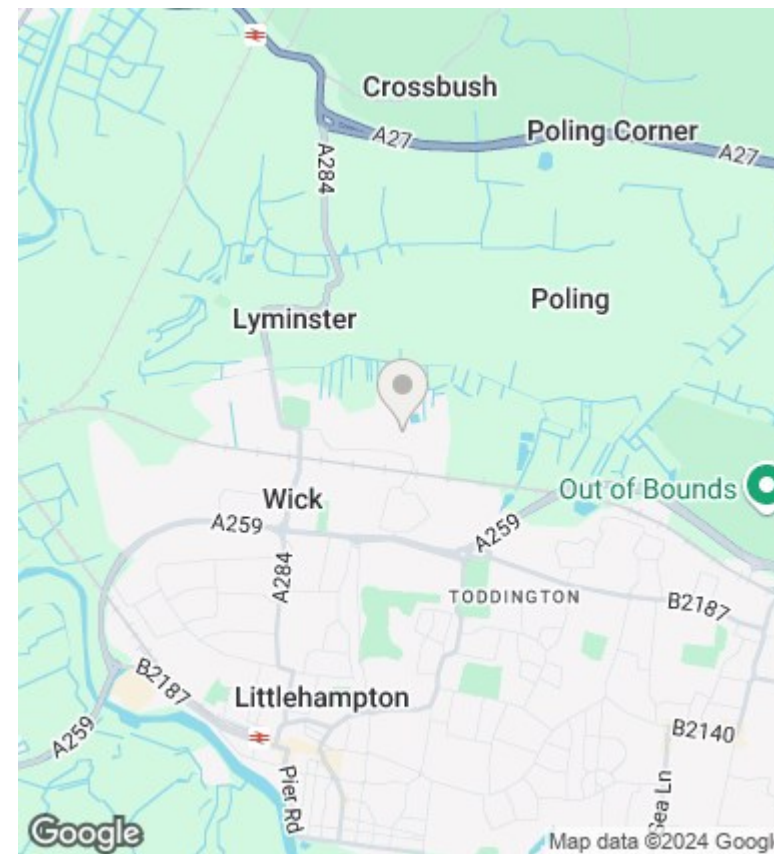 Crossbush
Poling Corner
A27
A27
A284
Poling
Lyminster
Out of Bounds
Wick
A259
A259
A284
TODDINGTON
B2187
B2187
Littlehampton
A259
B2140
Pier Rd
Sea Ln
Google
Map data ©2024 Googl